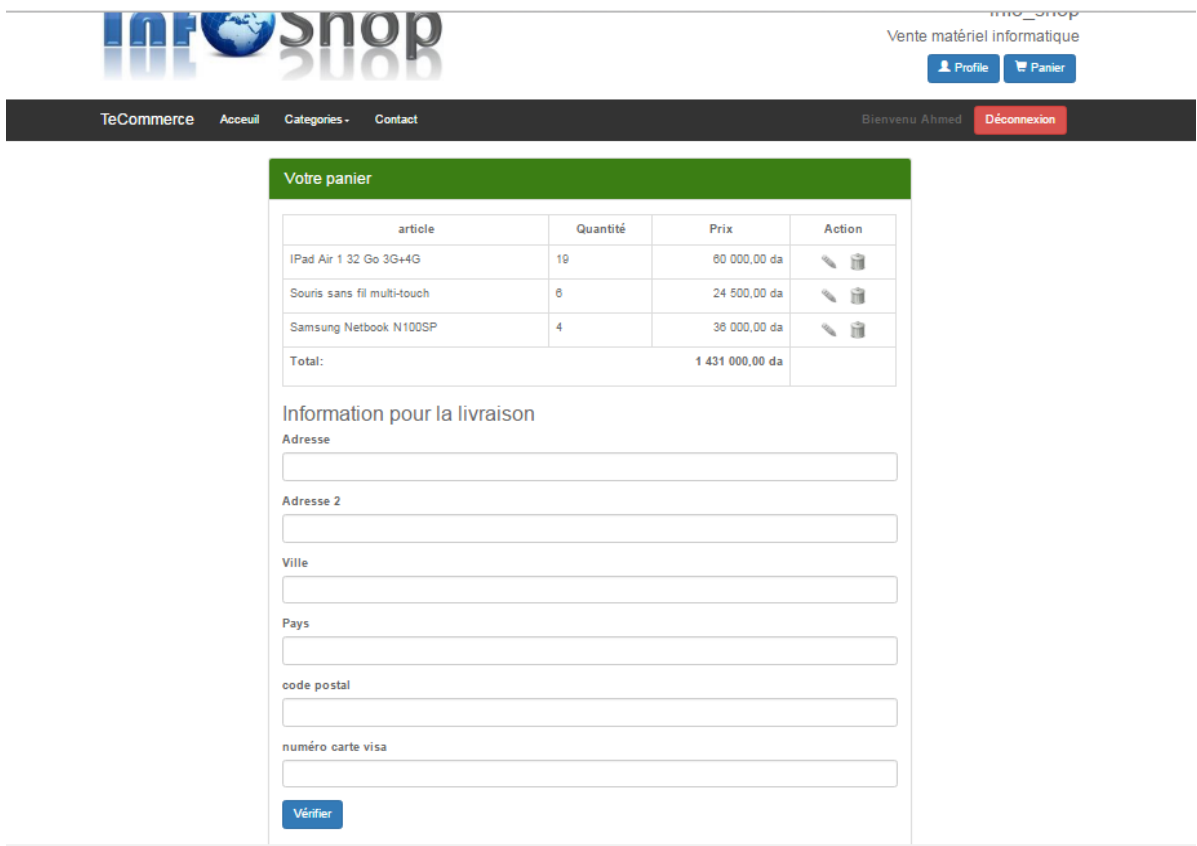 InfoShop
info_shop
Vente matériel informatique
Profile Panier
TeCommerce Acceuil Categories Contact Bienvenu Ahmed Déconnexion
Votre panier
article Quantité Prix Action
IPad Air 1 32 Go 3G+4G 19 60 000,00 da
Souris sans fil multi-touch 6 24 500,00 da
Samsung Netbook N100SP 4 36 000,00 da
Total: 1 431 000,00 da
Information pour la livraison
Adresse
Adresse 2
Ville
Pays
code postal
numéro carte visa
Vérifier